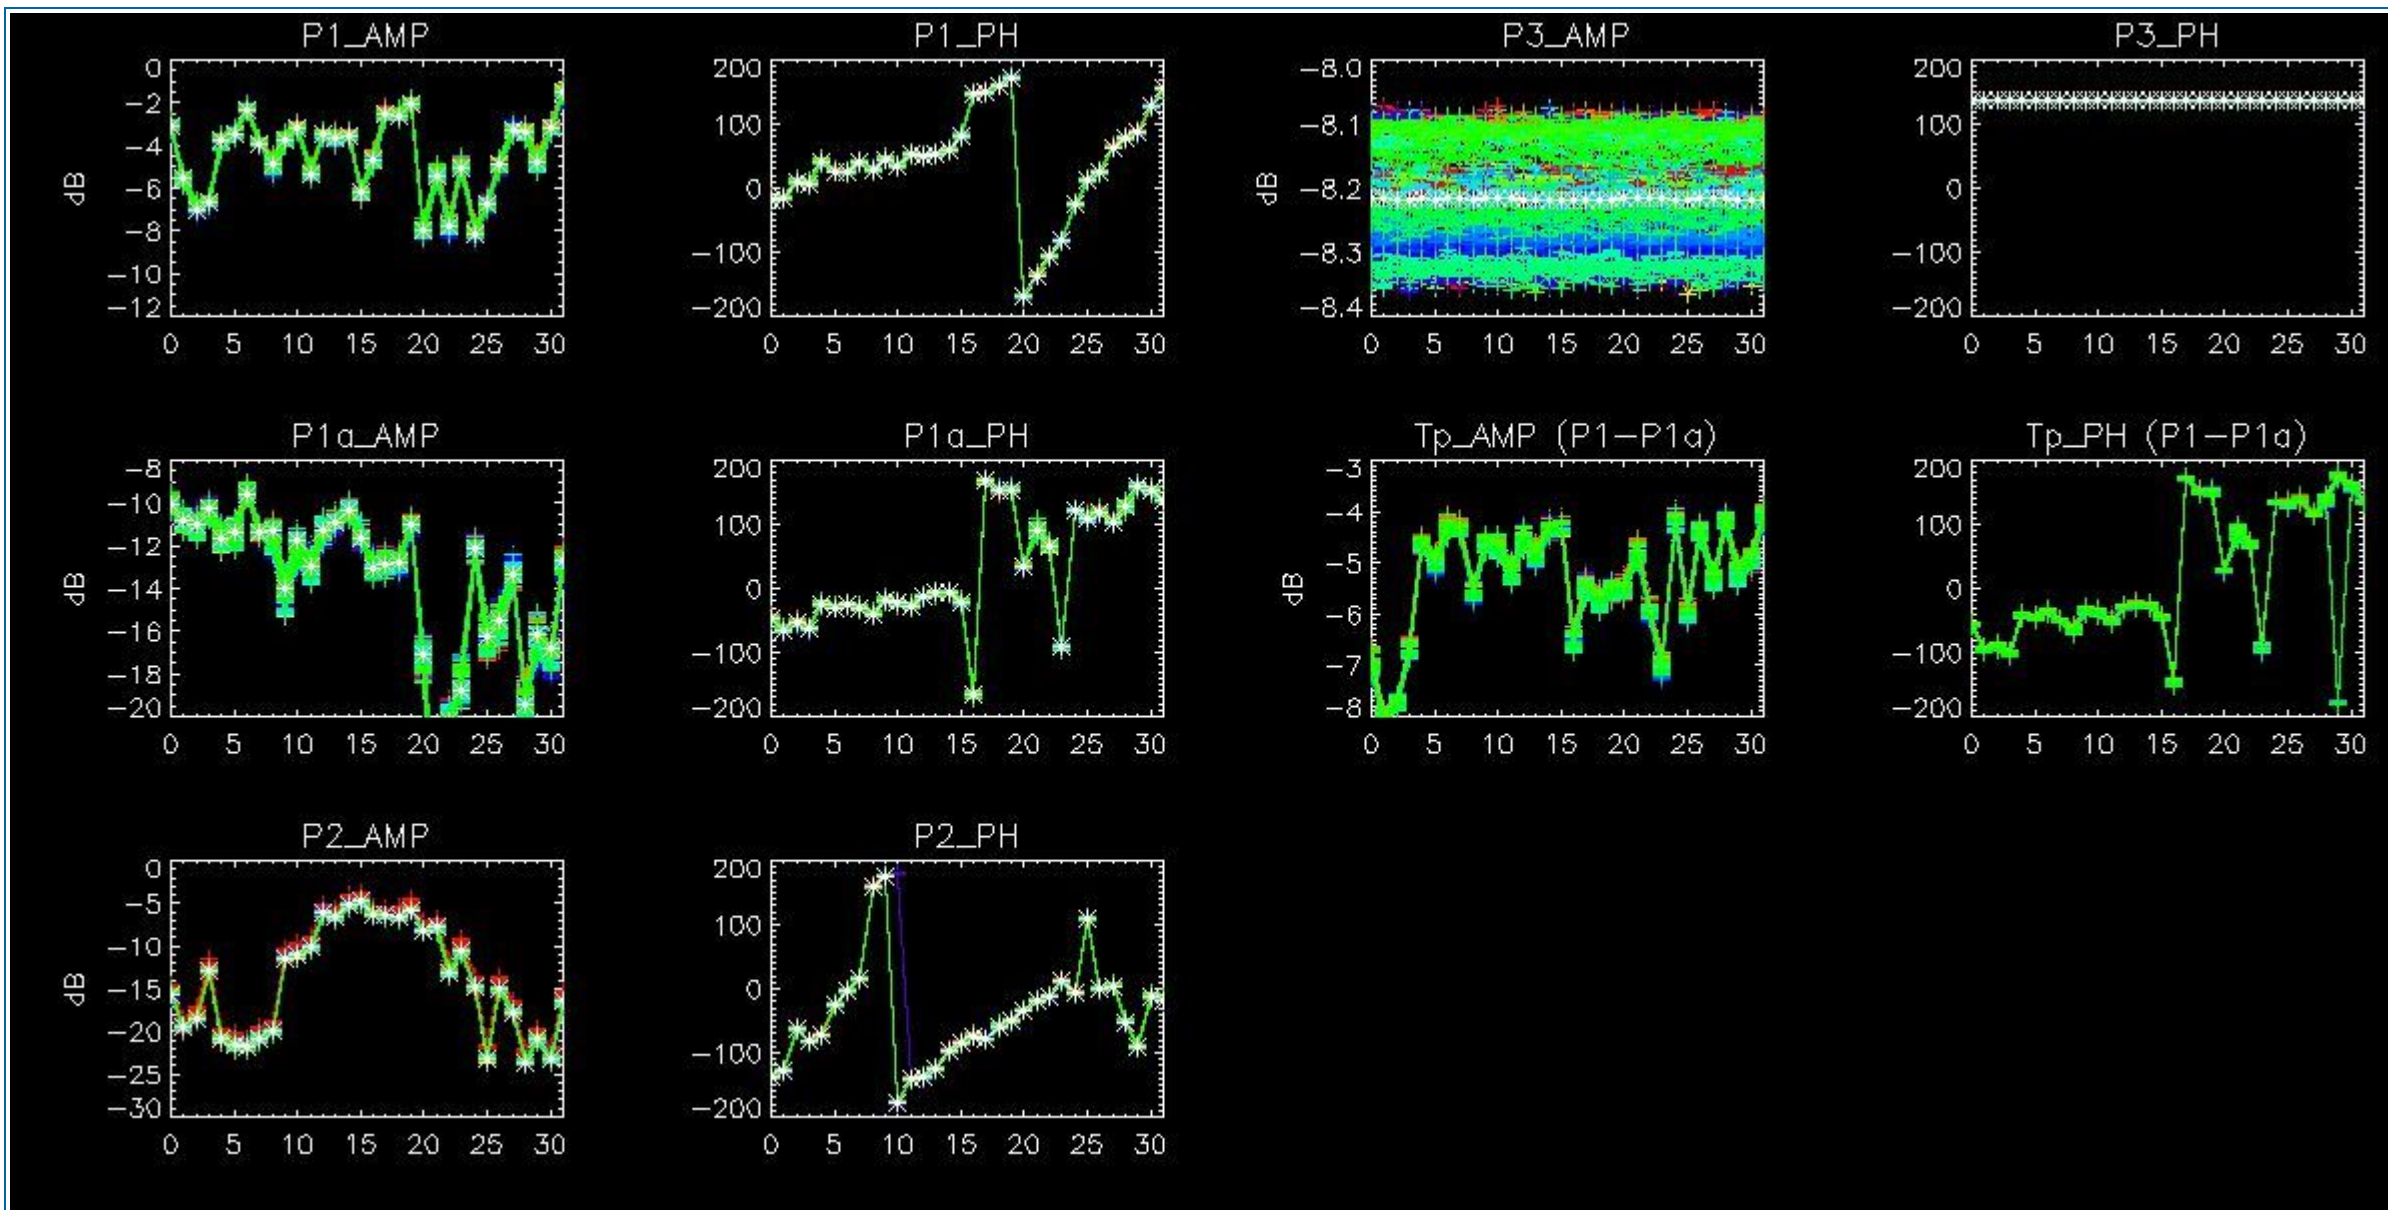 P1_AMP P1_PH P3_AMP P3_PH
0 200 −8.0 200
−2
−4 100 −8.1 100
dB −6 0 dB −8.2 0
−8
−10 −100 −8.3 −100
−12 −200 −8.4 −200
0 5 10 15 20 25 30 0 5 10 15 20 25 30 0 5 10 15 20 25 30 0 5 10 15 20 25 30
P1a_AMP P1a_PH Tp_AMP (P1−P1a) Tp_PH (P1−P1a)
−8 200 −3 200
−10 100 −4 100
−12
dB −14 0 dB −5 0
−16 −6
−18 −100 −7 −100
−20 −200 −8 −200
0 5 10 15 20 25 30 0 5 10 15 20 25 30 0 5 10 15 20 25 30 0 5 10 15 20 25 30
P2_AMP P2_PH
0 200
−5 100
−10
dB −15 0
−20
−25 −100
−30 −200
0 5 10 15 20 25 30 0 5 10 15 20 25 30